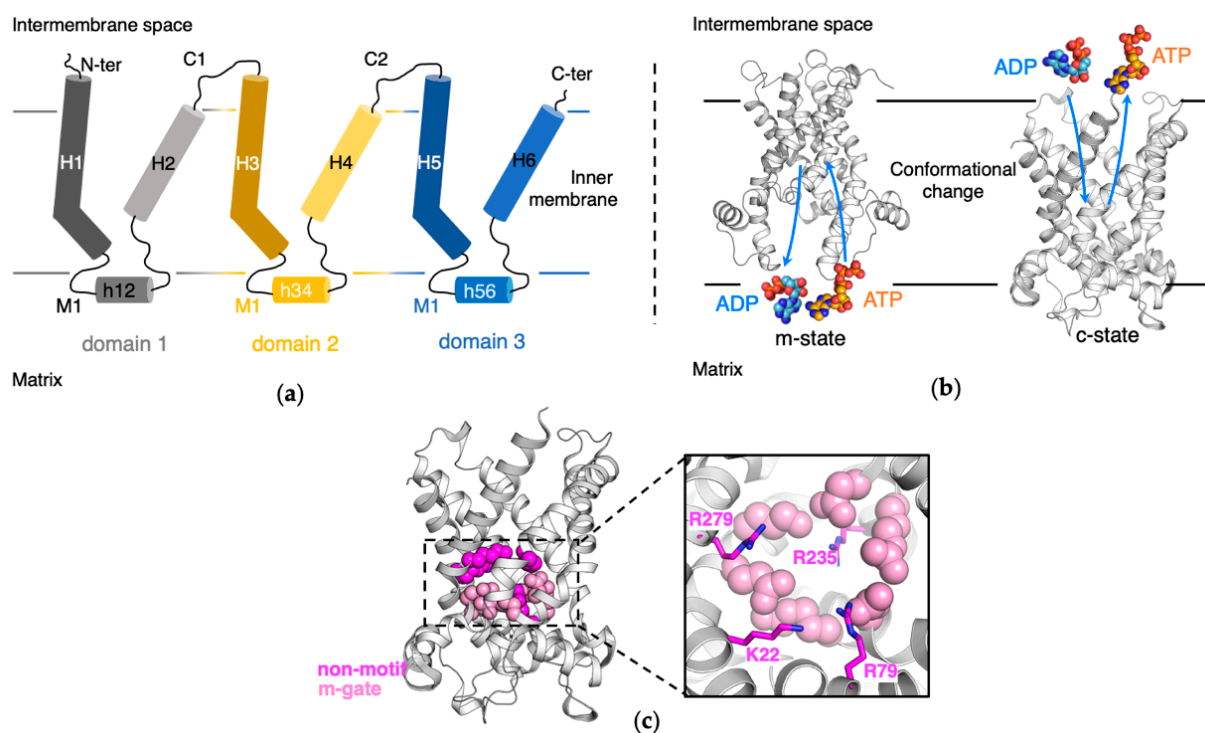 Intermembrane space
N-ter
C1
C2
C-ter
H1
H2
H3
H4
H5
H6
Inner
membrane
M1
h12
M1
h34
M1
h56
domain 1
domain 2
domain 3
Matrix
(a)
Intermembrane space
ADP
ATP
Conformational
change
ADP
ATP
m-state
c-state
Matrix
(b)
non-motif
m-gate
R279
R235
K22
R79
(c)